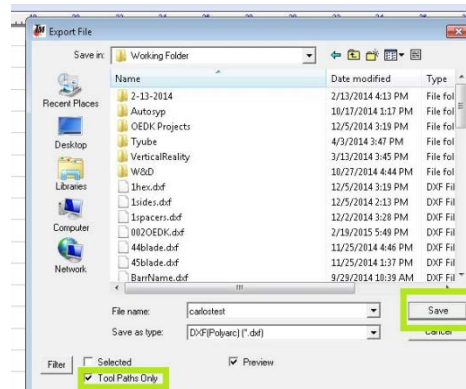 Export File
Save in: Working Folder
Name Date modified Type
2-13-2014 2/13/2014 4:13 PM File fol
Autosyp 10/17/2014 1:17 PM File fol
OEDK Projects 12/5/2014 3:19 PM File fol
Tyube 4/3/2014 3:47 PM File fol
VerticalReality 3/13/2014 3:45 PM File fol
W&D 10/27/2014 4:44 PM File fol
1hex.dxf 12/5/2014 3:19 PM DXF Fil
1sides.dxf 12/5/2014 2:13 PM DXF Fil
1spacers.dxf 12/2/2014 3:28 PM DXF Fil
002OEDK.dxf 2/19/2015 5:49 PM DXF Fil
44blade.dxf 11/25/2014 4:46 PM DXF Fil
45blade.dxf 11/25/2014 1:37 PM DXF Fil
BarrName.dxf 9/29/2014 10:39 AM DXF Fil
Recent Places
Desktop
Libraries
Computer
Network
File name: carlostest Save
Save as type: DXF(Polyarc) (*.dxf) Cancel
Filter Selected Preview
Tool Paths Only